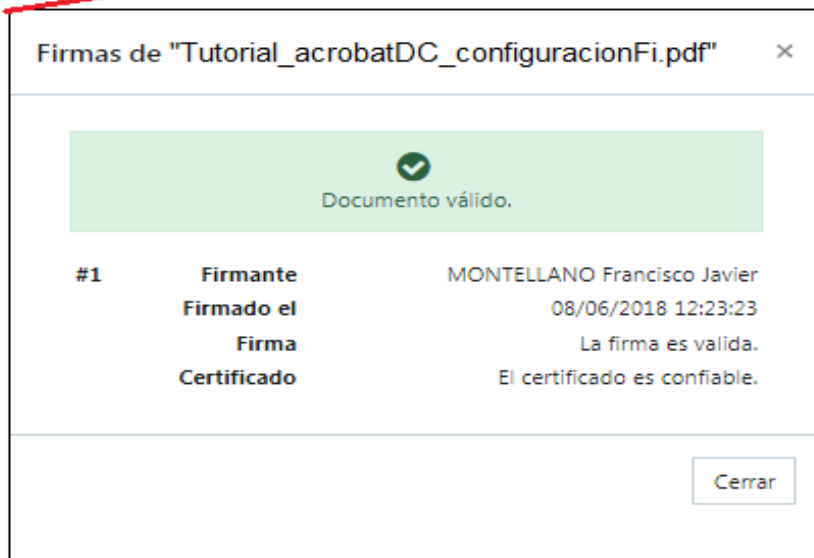 Firmas de "Tutorial_acrobatDC_configuracionFi.pdf" ×
Documento válido.
#1 Firmante MONTELLANO Francisco Javier
Firmado el 08/06/2018 12:23:23
Firma La firma es valida.
Certificado El certificado es confiable.
Cerrar